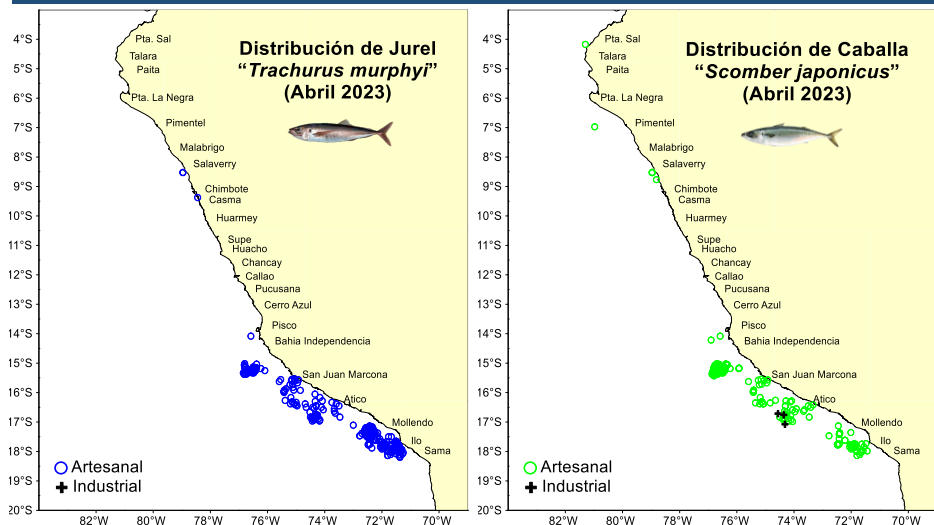 Distribución de Jurel
“Trachurus murphyi”
(Abril 2023)
4°S
5°S
6°S
7°S
8°S
9°S
10°S
11°S
12°S
13°S
14°S
15°S
16°S
17°S
18°S
19°S
20°S
Pta. Sal
Talara
Paita
Pta. La Negra
Pimentel
Malabrigo
Salaverry
Chimbote
Casma
Huarmey
Supe
Huacho
Chancay
Callao
Pucusana
Cerro Azul
Pisco
Bahia Independencia
San Juan Marcona
Atico
Mollendo
Ilo
Sama
Artesanal
Industrial
82°W 80°W 78°W 76°W 74°W 72°W 70°W
Distribución de Caballa
“Scomber japonicus”
(Abril 2023)
4°S
5°S
6°S
7°S
8°S
9°S
10°S
11°S
12°S
13°S
14°S
15°S
16°S
17°S
18°S
19°S
20°S
Pta. Sal
Talara
Paita
Pta. La Negra
Pimentel
Malabrigo
Salaverry
Chimbote
Casma
Huarmey
Supe
Huacho
Chancay
Callao
Pucusana
Cerro Azul
Pisco
Bahia Independencia
San Juan Marcona
Atico
Mollendo
Ilo
Sama
Artesanal
Industrial
82°W 80°W 78°W 76°W 74°W 72°W 70°W